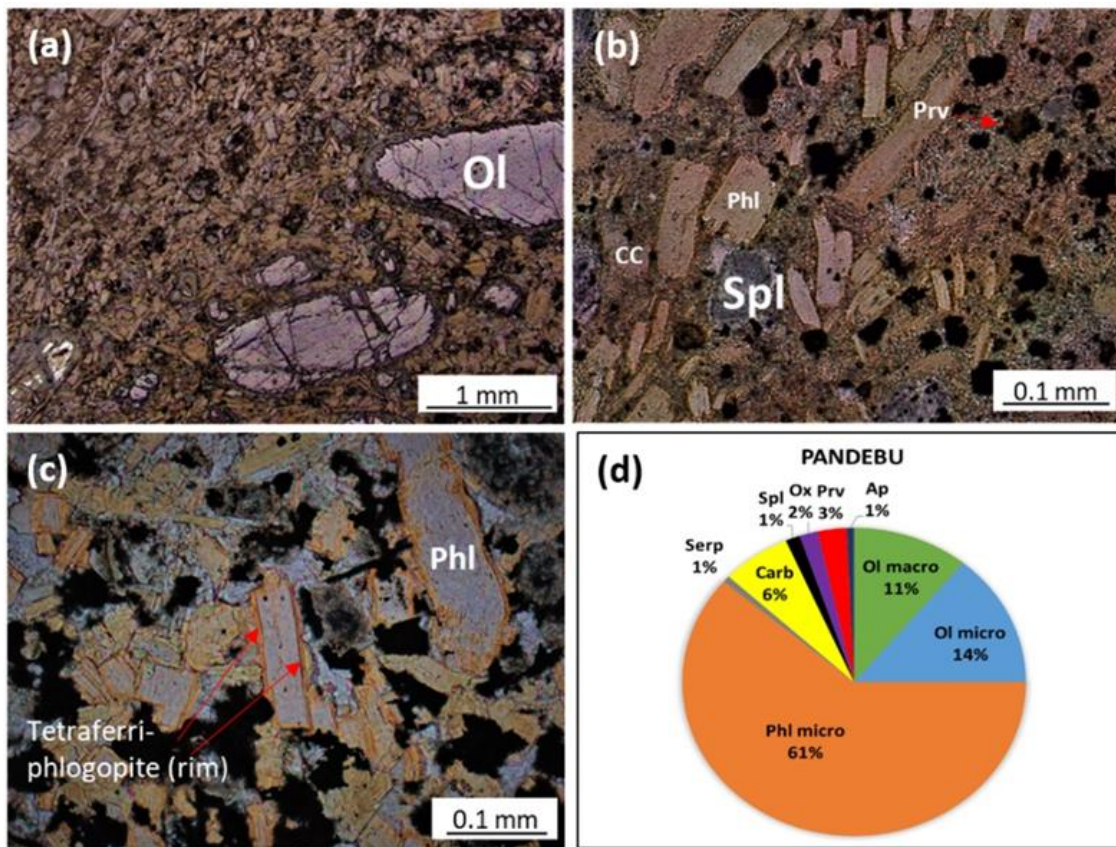 (a)
Ol
1 mm
(b)
Prv
Phl
CC
Spl
0.1 mm
(c)
Phl
Tetraferri-
phlogopite (rim)
0.1 mm
(d)
PANDEBU
Spl
1%
Ox
2%
Prv
3%
Ap
1%
Serp
1%
Carb
6%
Ol macro
11%
Ol micro
14%
Phl micro
61%